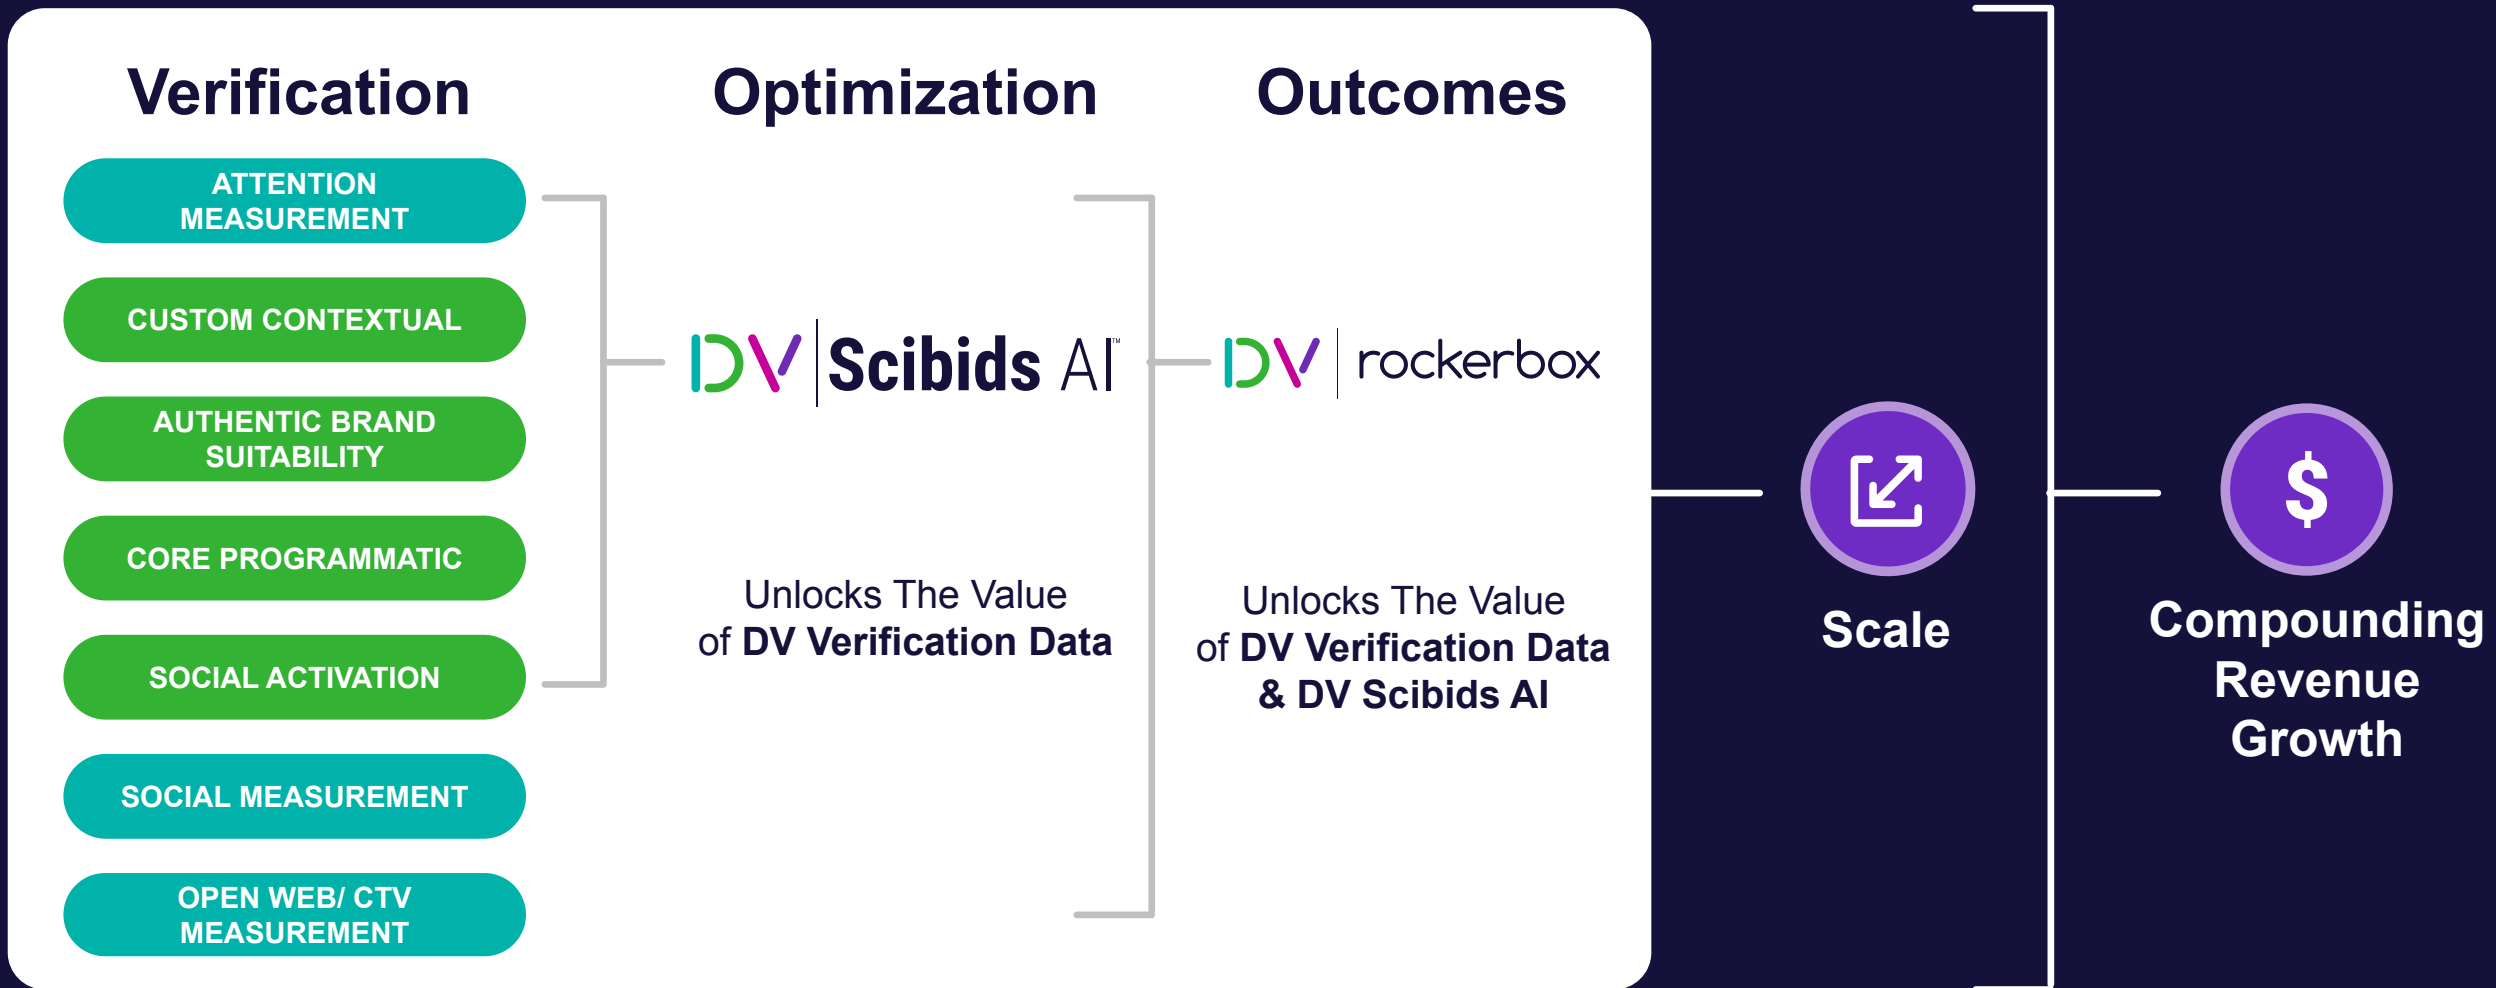 Verification
ATTENTION
MEASUREMENT
CUSTOM CONTEXTUAL
AUTHENTIC BRAND
SUITABILITY
CORE PROGRAMMATIC
SOCIAL ACTIVATION
SOCIAL MEASUREMENT
OPEN WEB/ CTV
MEASUREMENT
Optimization
DV Scibids AI™
Unlocks The Value
of DV Verification Data
Outcomes
DV rockerbox
Unlocks The Value
of DV Verification Data
& DV Scibids AI
Scale
$
Compounding
Revenue
Growth